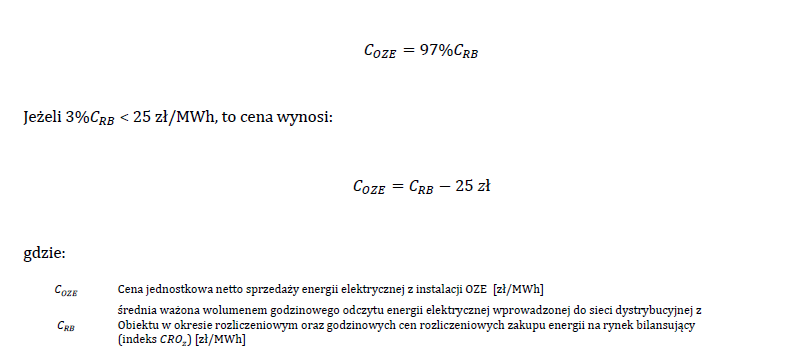 C_OZE = 97%C_RB
Jeżeli 3%C_RB < 25 zł/MWh, to cena wynosi:
C_OZE = C_RB − 25 zł
gdzie:
C_OZE Cena jednostkowa netto sprzedaży energii elektrycznej z instalacji OZE [zł/MWh]
średnia ważona wolumenem godzinowego odczytu energii elektrycznej wprowadzonej do sieci dystrybucyjnej z
C_RB Obiektu w okresie rozliczeniowym oraz godzinowych cen rozliczeniowych zakupu energii na rynek bilansujący
(indeks CRO_z) [zł/MWh]